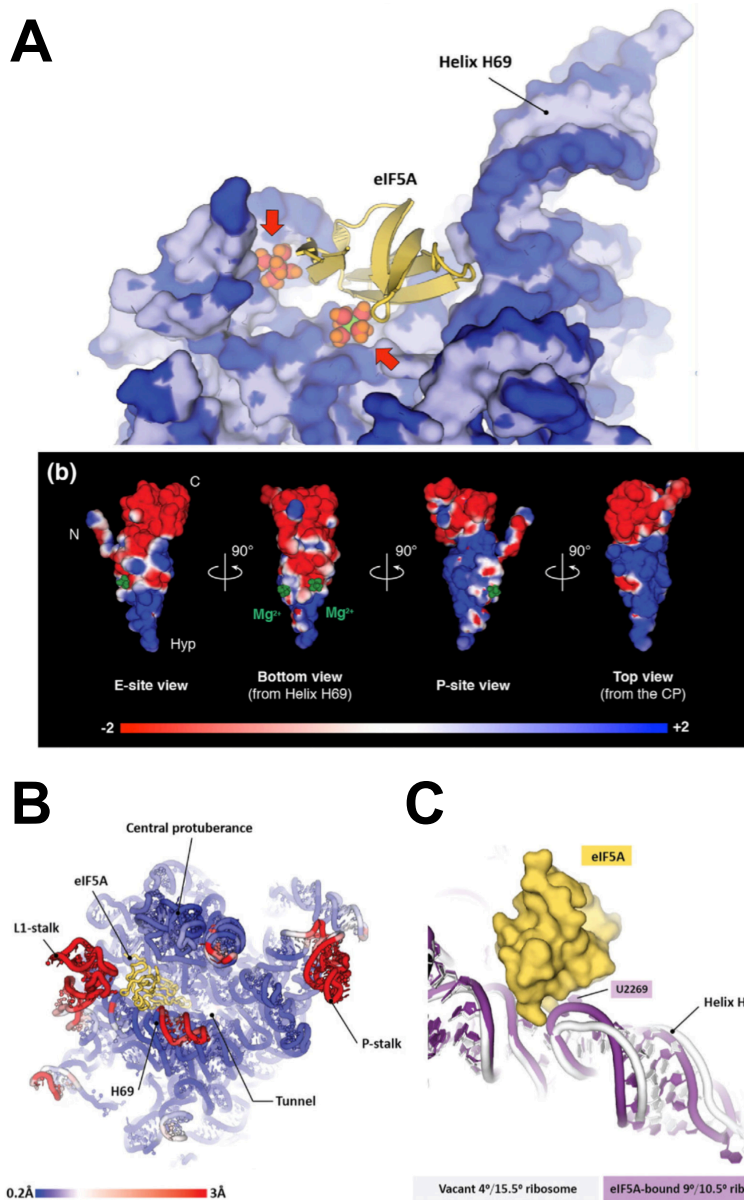 A
Helix H69
eIF5A
(b)
C
N
90°
90°
90°
Mg²⁺
Mg²⁺
Hyp
E-site view
Bottom view
(from Helix H69)
P-site view
Top view
(from the CP)
-2
+2
B
C
Central protuberance
eIF5A
L1-stalk
P-stalk
H69
Tunnel
0.2Å
3Å
eIF5A
U2269
Helix H
Vacant 4º/15.5º ribosome
eIF5A-bound 9º/10.5º rib